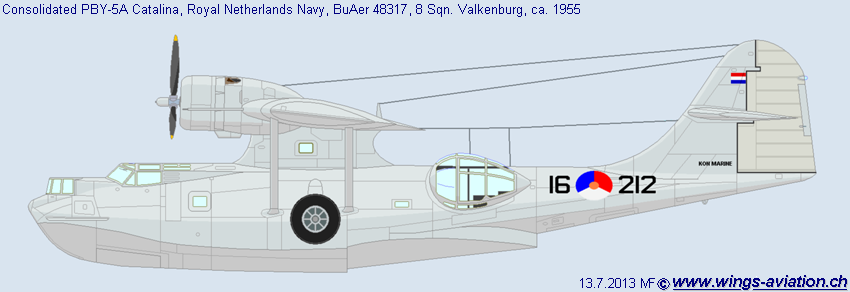 Consolidated PBY-5A Catalina, Royal Netherlands Navy, BuAer 48317, 8 Sqn. Valkenburg, ca. 1955
KON MARINE
16 212
13.7.2013 MF © www.wings-aviation.ch